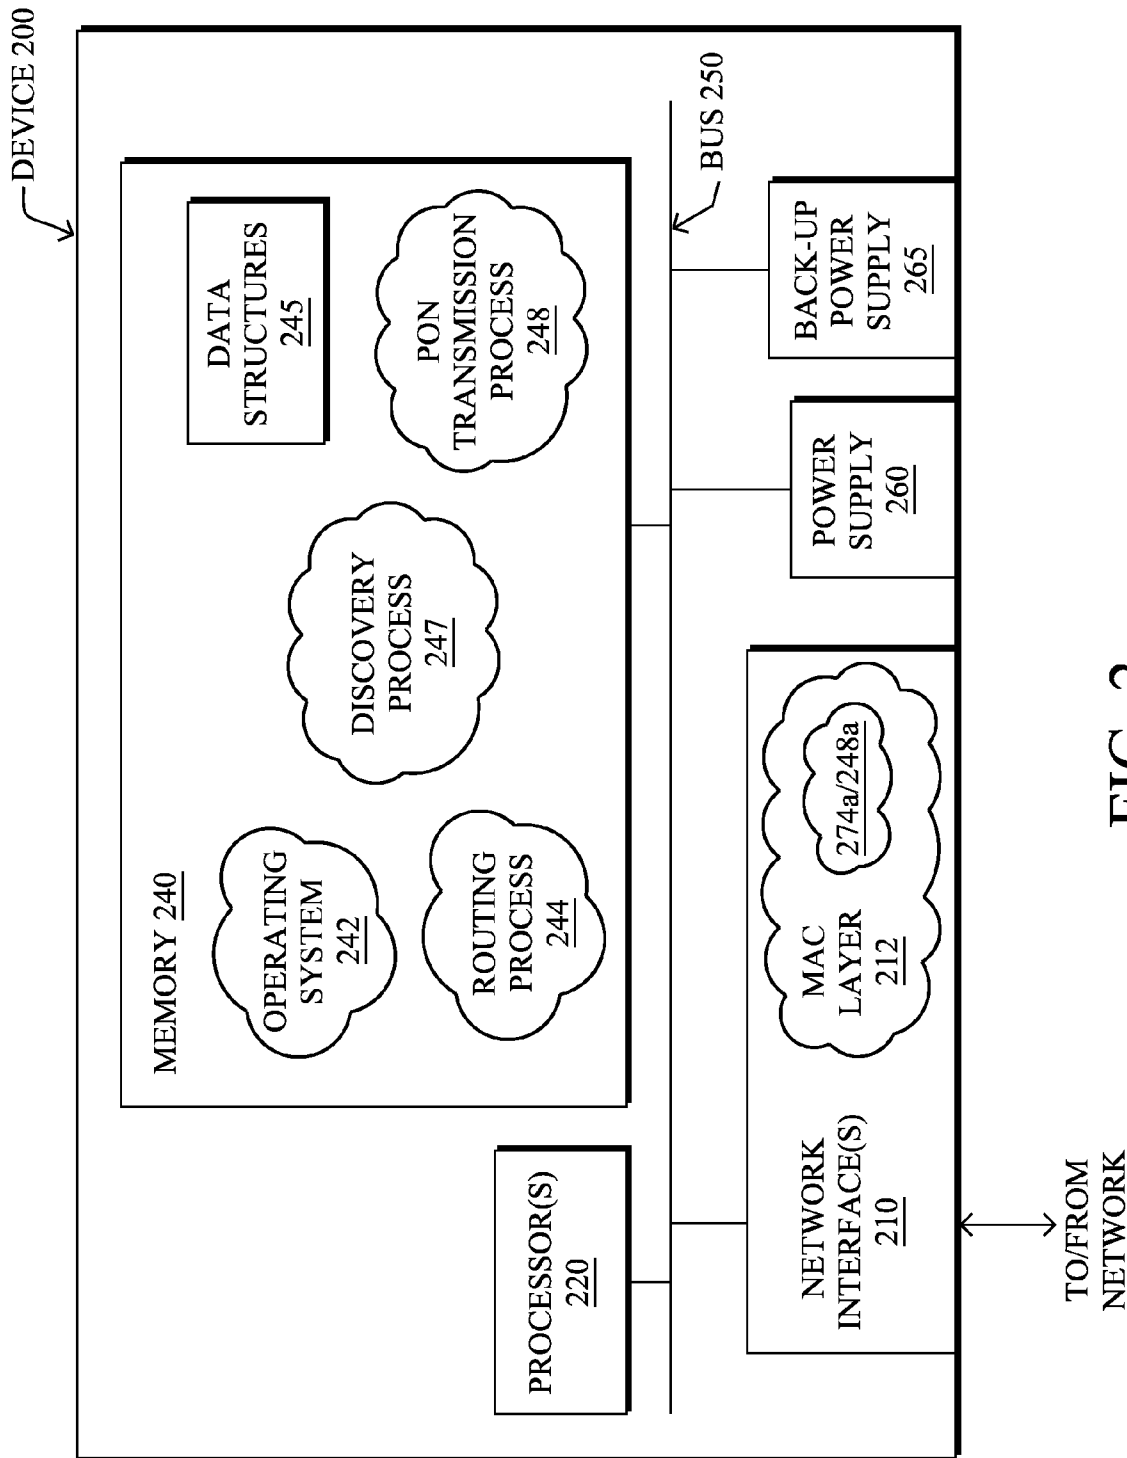 DEVICE 200
MEMORY 240
OPERATING
SYSTEM
242
ROUTING
PROCESS
244
DISCOVERY
PROCESS
247
DATA
STRUCTURES
245
PON
TRANSMISSION
PROCESS
248
PROCESSOR(S)
220
BUS 250
NETWORK
INTERFACE(S)
210
MAC
LAYER
212
274a/248a
POWER
SUPPLY
260
BACK-UP
POWER
SUPPLY
265
TO/FROM
NETWORK
FIG. 2